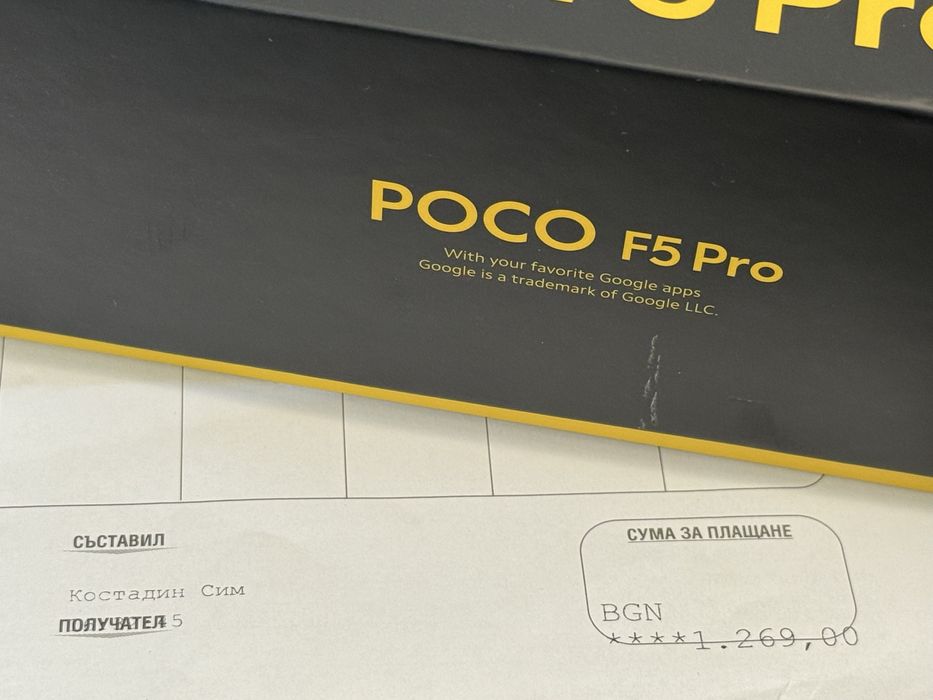 Pro
POCO F5 Pro
With your favorite Google apps
Google is a trademark of Google LLC.
СЪСТАВИЛ
СУМА ЗА ПЛАЩАНЕ
Костадин Сим
ПОЛУЧАТЕЛ
BGN
****1.269,00